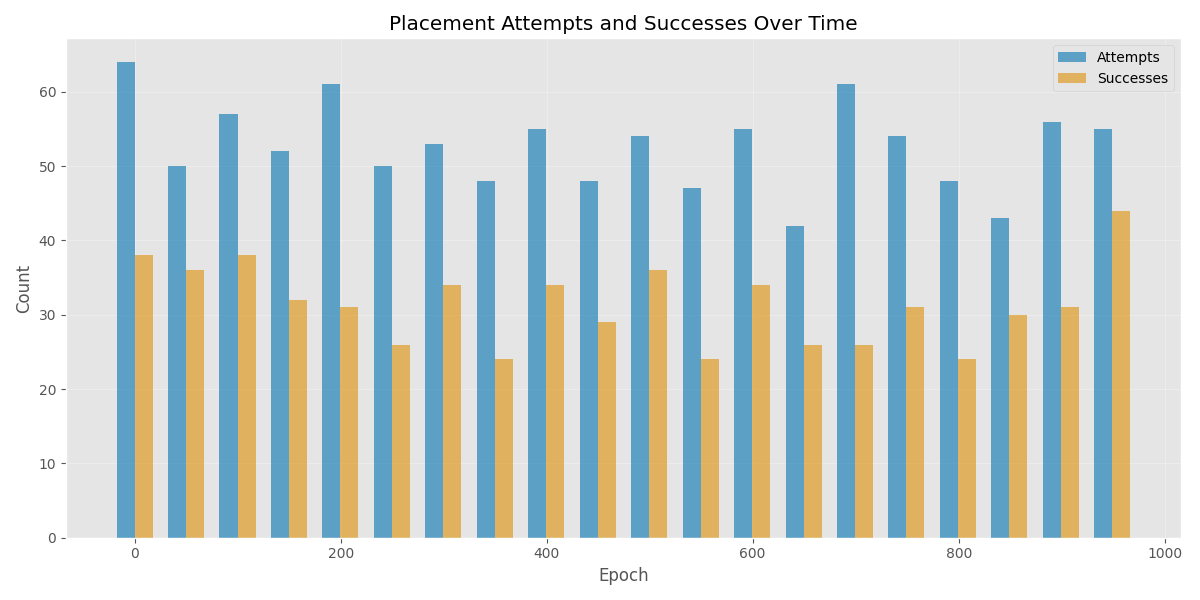 Placement Attempts and Successes Over Time
Attempts
Successes
60
50
40
30
20
10
0
Count
0 200 400 600 800 1000
Epoch